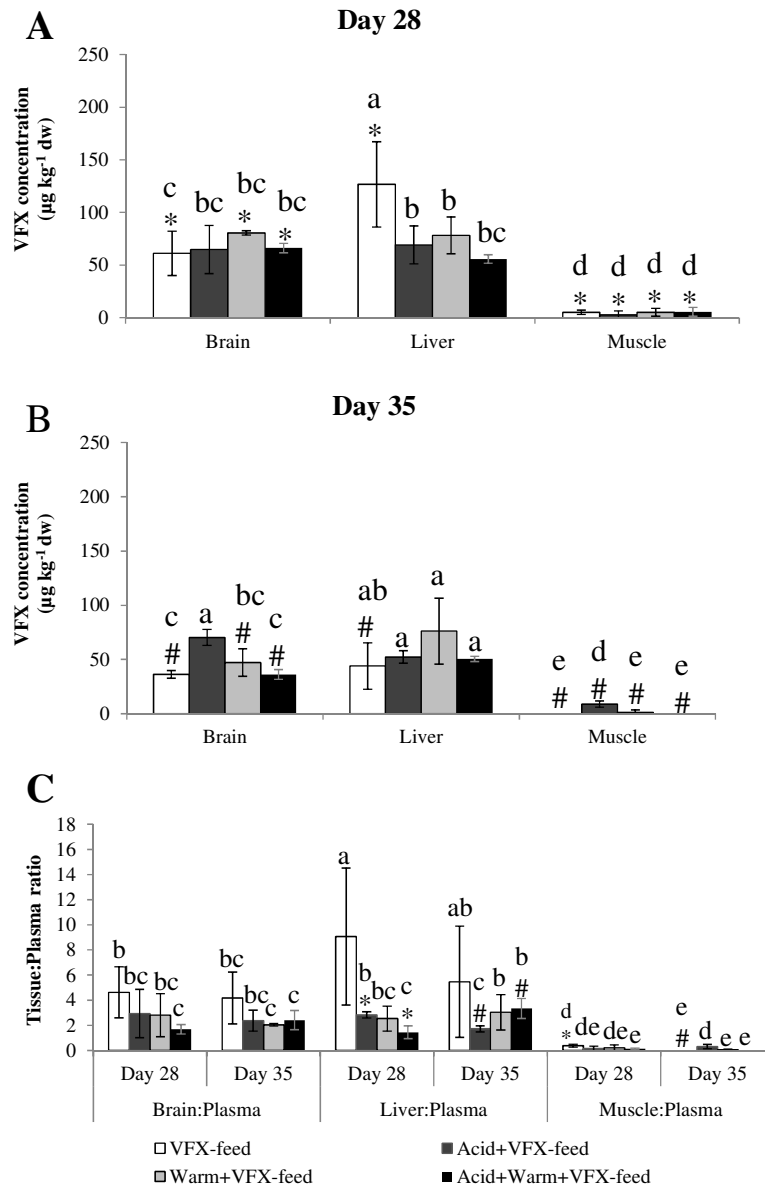 A
Day 28
VFX concentration
(µg kg-1 dw)
250
200
150
100
50
0
c
*
bc
bc
*
bc
*
a
*
b
b
bc
d
*
d
*
d
*
d
*
Brain
Liver
Muscle
B
Day 35
VFX concentration
(µg kg-1 dw)
250
200
150
100
50
0
c
#
a
bc
#
c
#
ab
#
a
a
a
e
#
d
#
e
#
e
#
Brain
Liver
Muscle
C
Tissue:Plasma ratio
18
16
14
12
10
8
6
4
2
0
b
bc
bc
c
bc
bc
c
c
a
b
*
bc
c
*
ab
c
#
b
b
#
d
*
de
de
e
e
#
d
e
e
Day 28 Day 35 Day 28 Day 35 Day 28 Day 35
Brain:Plasma Liver:Plasma Muscle:Plasma
VFX-feed Acid+VFX-feed
Warm+VFX-feed Acid+Warm+VFX-feed